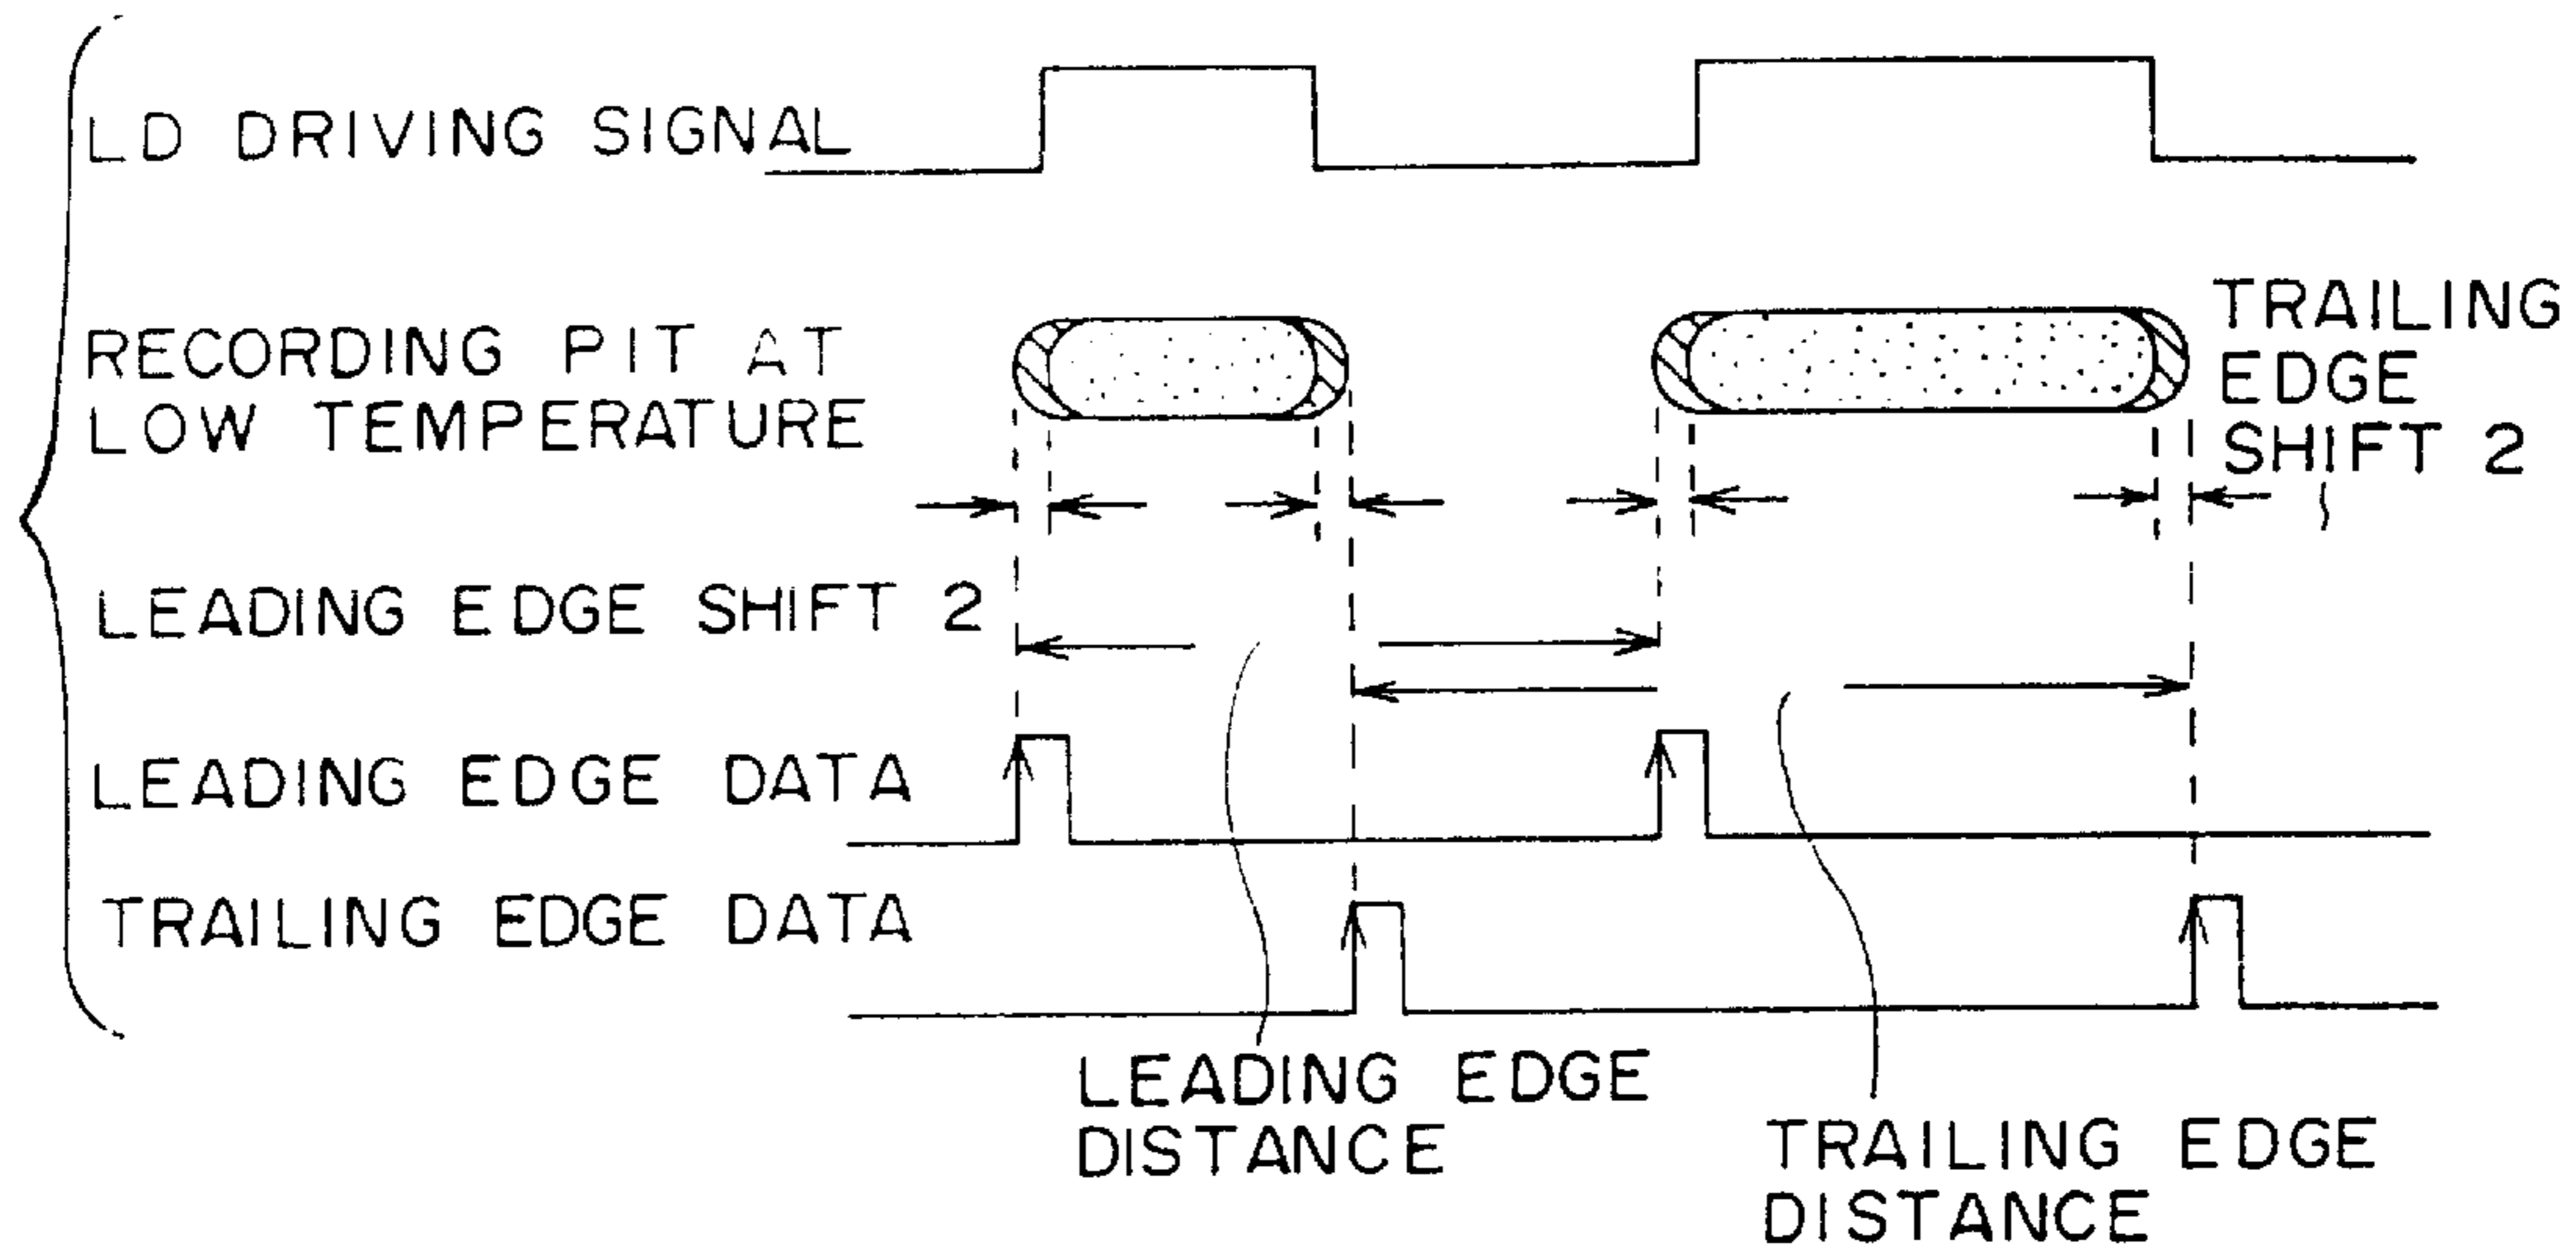 LD DRIVING SIGNAL
RECORDING PIT AT
LOW TEMPERATURE
TRAILING
EDGE
SHIFT 2
LEADING EDGE SHIFT 2
LEADING EDGE DATA
TRAILING EDGE DATA
LEADING EDGE
DISTANCE
TRAILING EDGE
DISTANCE